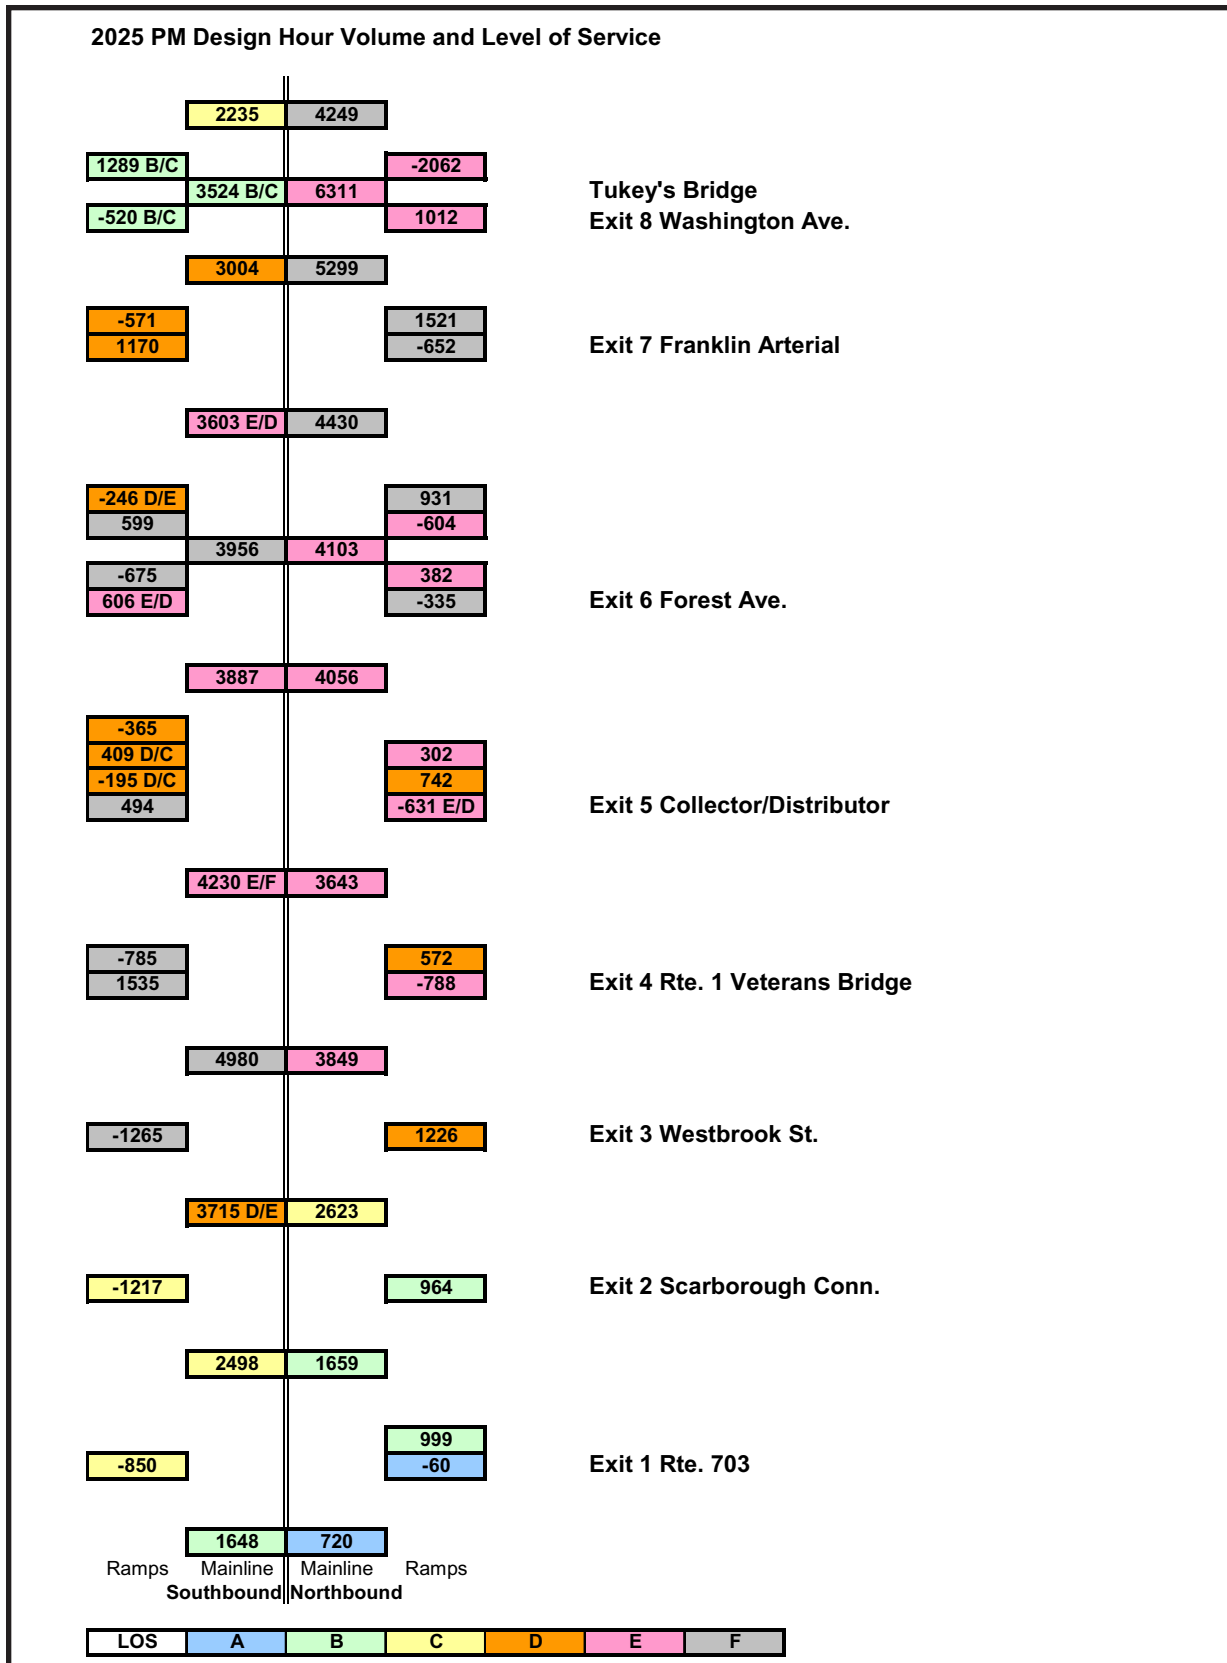 2025 PM Design Hour Volume and Level of Service
2235 4249
1289 B/C -2062
3524 B/C 6311 Tukey's Bridge
-520 B/C 1012 Exit 8 Washington Ave.
3004 5299
-571 1521
1170 -652 Exit 7 Franklin Arterial
3603 E/D 4430
-246 D/E 931
599 -604
3956 4103
-675 382
606 E/D -335 Exit 6 Forest Ave.
3887 4056
-365
409 D/C 302
-195 D/C 742
494 -631 E/D Exit 5 Collector/Distributor
4230 E/F 3643
-785 572
1535 -788 Exit 4 Rte. 1 Veterans Bridge
4980 3849
-1265 1226 Exit 3 Westbrook St.
3715 D/E 2623
-1217 964 Exit 2 Scarborough Conn.
2498 1659
999
-850 -60 Exit 1 Rte. 703
1648 720
Ramps Mainline Mainline Ramps
Southbound Northbound
LOS A B C D E F